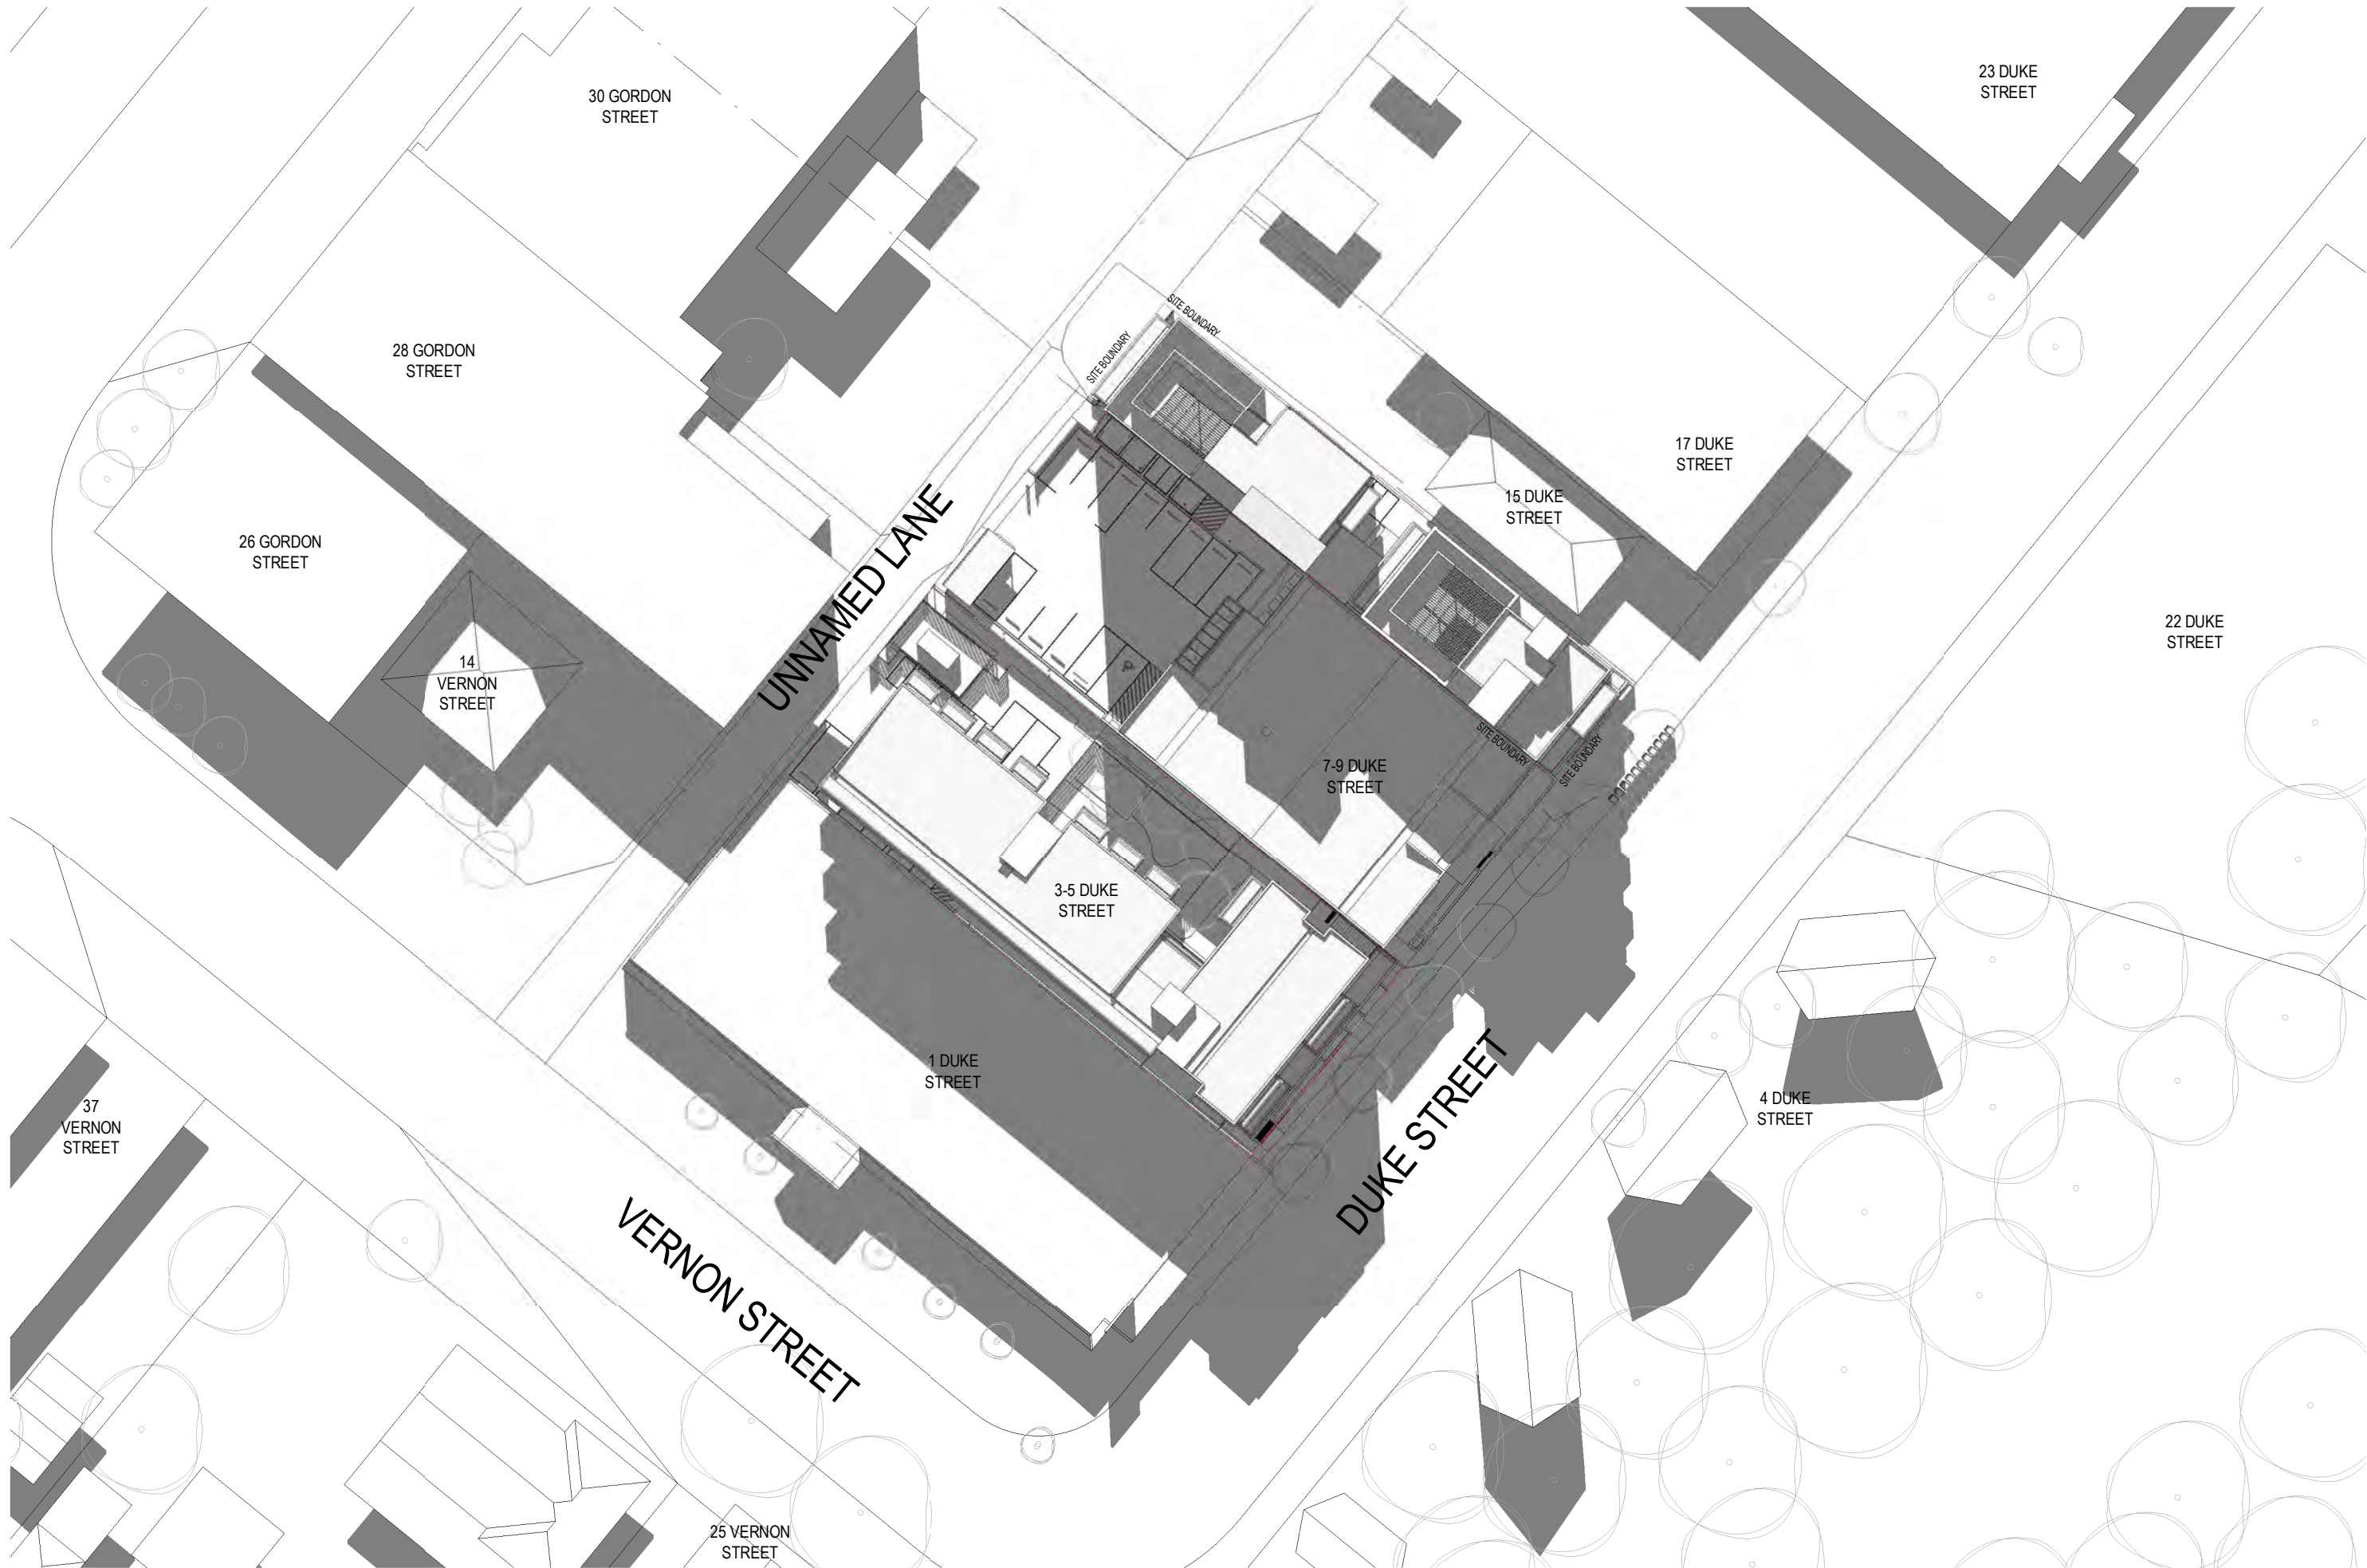 23 DUKE
STREET
30 GORDON
STREET
SITE BOUNDARY
SITE BOUNDARY
28 GORDON
STREET
17 DUKE
STREET
15 DUKE
STREET
26 GORDON
STREET
UNNAMED LANE
22 DUKE
STREET
14
VERNON
STREET
SITE BOUNDARY
SITE BOUNDARY
7-9 DUKE
STREET
3-5 DUKE
STREET
1 DUKE
STREET
DUKE STREET
4 DUKE
STREET
37
VERNON
STREET
VERNON STREET
25 VERNON
STREET